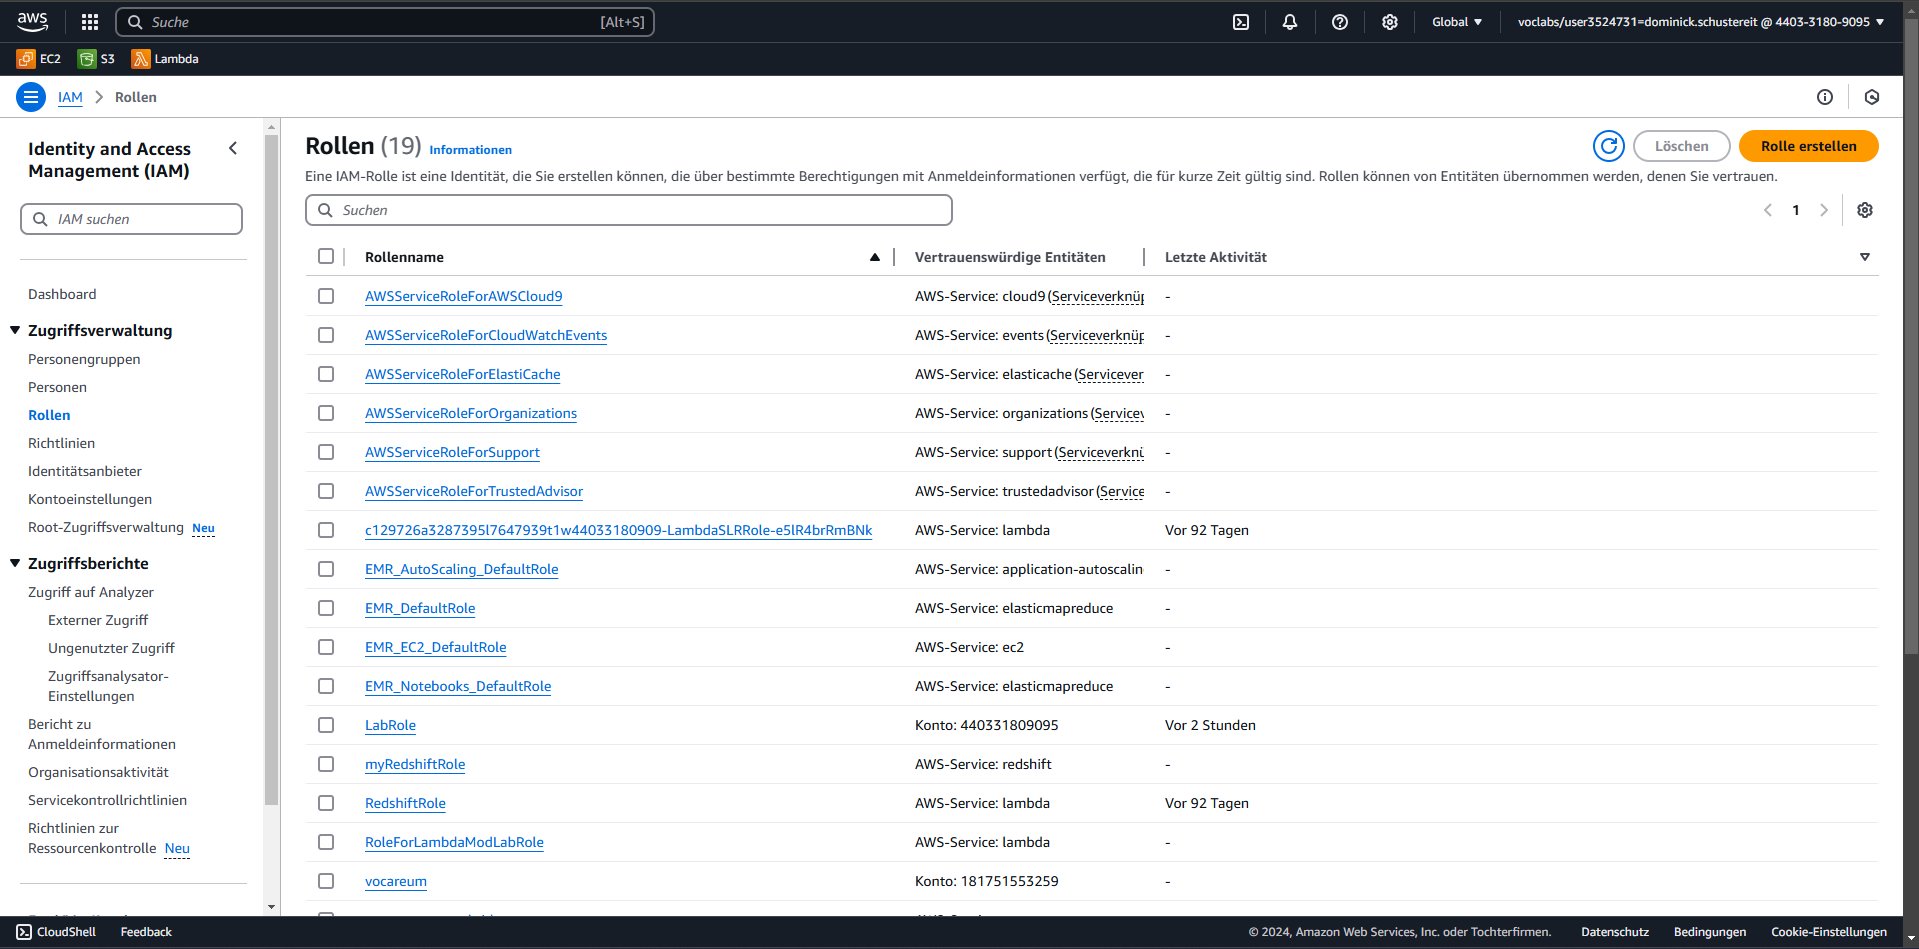 aws
Suche [Alt+S]
Global
voclabs/user3524731=dominick.schustereit @ 4403-3180-9095
EC2 S3 Lambda
IAM > Rollen
Identity and Access Management (IAM)
IAM suchen
Dashboard
Zugriffsverwaltung
Personengruppen
Personen
Rollen
Richtlinien
Identitätsanbieter
Kontoeinstellungen
Root-Zugriffsverwaltung Neu
Zugriffsberichte
Zugriff auf Analyzer
Externer Zugriff
Ungenutzter Zugriff
Zugriffsanalysator-
Einstellungen
Bericht zu
Anmeldeinformationen
Organisationsaktivität
Servicekontrollrichtlinien
Richtlinien zur
Ressourcenkontrolle Neu
Rollen (19) Informationen
Löschen
Rolle erstellen
Eine IAM-Rolle ist eine Identität, die Sie erstellen können, die über bestimmte Berechtigungen mit Anmeldeinformationen verfügt, die für kurze Zeit gültig sind. Rollen können von Entitäten übernommen werden, denen Sie vertrauen.
Suchen
1
Rollenname Vertrauenswürdige Entitäten Letzte Aktivität
AWSServiceRoleForAWSCloud9 AWS-Service: cloud9 (Serviceverknüp -
AWSServiceRoleForCloudWatchEvents AWS-Service: events (Serviceverknüp -
AWSServiceRoleForElastiCache AWS-Service: elasticache (Servicever -
AWSServiceRoleForOrganizations AWS-Service: organizations (Servicev -
AWSServiceRoleForSupport AWS-Service: support (Serviceverknü -
AWSServiceRoleForTrustedAdvisor AWS-Service: trustedadvisor (Service -
c129726a3287395l7647939t1w44033180909-LambdaSLRRole-e5lR4brRmBNk AWS-Service: lambda Vor 92 Tagen
EMR_AutoScaling_DefaultRole AWS-Service: application-autoscalin -
EMR_DefaultRole AWS-Service: elasticmapreduce -
EMR_EC2_DefaultRole AWS-Service: ec2 -
EMR_Notebooks_DefaultRole AWS-Service: elasticmapreduce -
LabRole Konto: 440331809095 Vor 2 Stunden
myRedshiftRole AWS-Service: redshift -
RedshiftRole AWS-Service: lambda Vor 92 Tagen
RoleForLambdaModLabRole AWS-Service: lambda -
vocareum Konto: 181751553259 -
CloudShell Feedback
© 2024, Amazon Web Services, Inc. oder Tochterfirmen. Datenschutz Bedingungen Cookie-Einstellungen